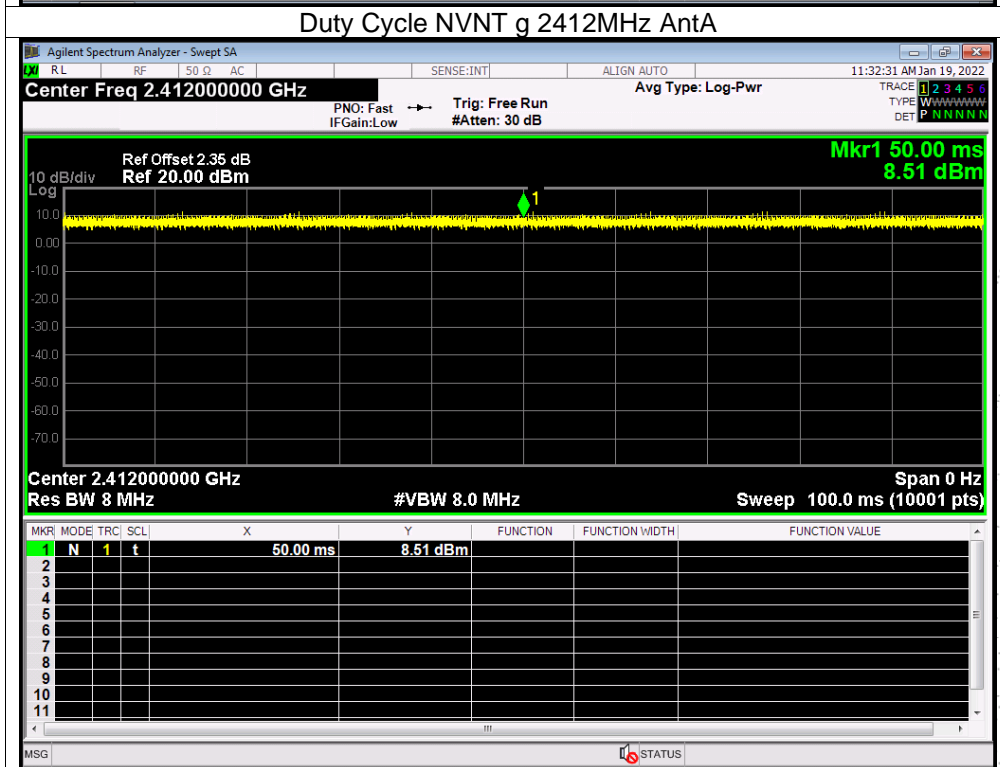 Duty Cycle NVNT g 2412MHz AntA
Agilent Spectrum Analyzer - Swept SA
LXI RL RF 50 Ω AC SENSE:INT ALIGN AUTO 11:32:31 AM Jan 19, 2022
Center Freq 2.412000000 GHz Avg Type: Log-Pwr TRACE 1 2 3 4 5 6
PNO: Fast Trig: Free Run TYPE WWWWWW
IFGain:Low #Atten: 30 dB DET P N N N N N
Mkr1 50.00 ms
Ref Offset 2.35 dB 8.51 dBm
10 dB/div Ref 20.00 dBm
Log
1
10.0
0.00
-10.0
-20.0
-30.0
-40.0
-50.0
-60.0
-70.0
Center 2.412000000 GHz Span 0 Hz
Res BW 8 MHz #VBW 8.0 MHz Sweep 100.0 ms (10001 pts)
MKR MODE TRC SCL X Y FUNCTION FUNCTION WIDTH FUNCTION VALUE
1 N 1 t 50.00 ms 8.51 dBm
2
3
4
5
6
7
8
9
10
11
MSG STATUS